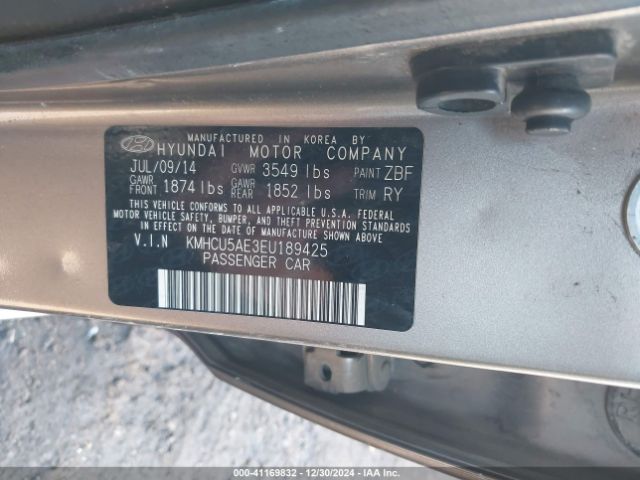 MANUFACTURED IN KOREA BY
HYUNDAI MOTOR COMPANY
JUL/09/14 GVWR 3549 lbs PAINT ZBF
GAWR FRONT 1874 lbs GAWR REAR 1852 lbs TRIM RY
THIS VEHICLE CONFORMS TO ALL APPLICABLE U.S.A. FEDERAL
MOTOR VEHICLE SAFETY, BUMPER, AND THEFT PREVENTION STANDARDS
IN EFFECT ON THE DATE OF MANUFACTURE SHOWN ABOVE
V.I.N KMHCU5AE3EU189425
PASSENGER CAR
000-41169832 - 12/30/2024 - IAA Inc.